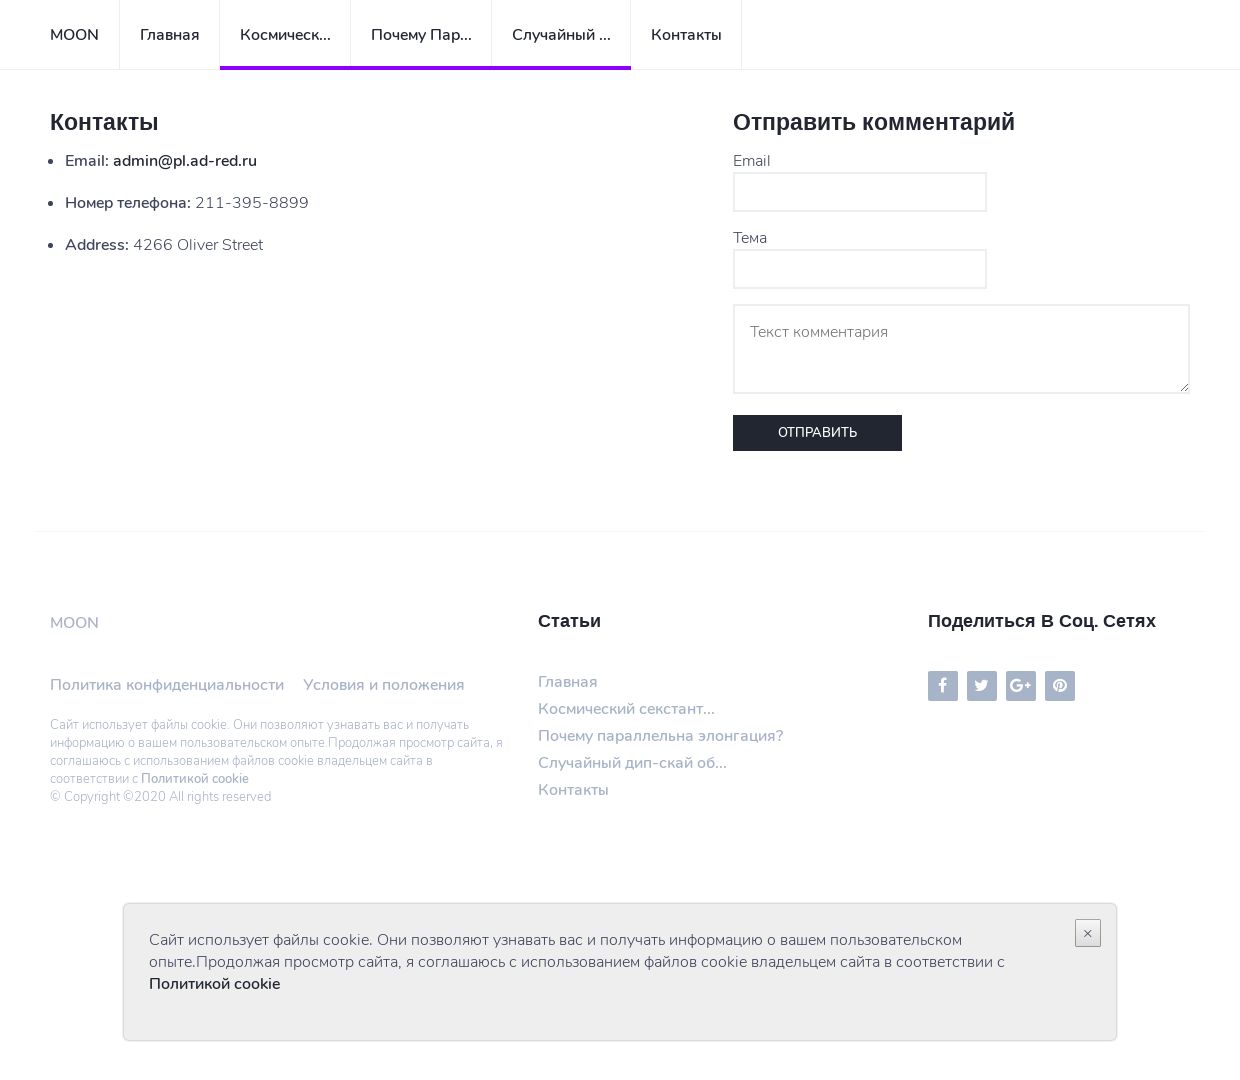 MOON
Главная
Космическ...
Почему Пар...
Случайный ...
Контакты
Контакты
Email: admin@pl.ad-red.ru
Номер телефона: 211-395-8899
Address: 4266 Oliver Street
Отправить комментарий
Email
Тема
Текст комментария
ОТПРАВИТЬ
MOON
Политика конфиденциальности Условия и положения
Сайт использует файлы cookie. Они позволяют узнавать вас и получать
информацию о вашем пользовательском опыте.Продолжая просмотр сайта, я
соглашаюсь с использованием файлов cookie владельцем сайта в
соответствии с Политикой cookie
© Copyright ©2020 All rights reserved
Статьи
Главная
Космический секстант...
Почему параллельна элонгация?
Случайный дип-скай об...
Контакты
Поделиться В Соц. Сетях
Сайт использует файлы cookie. Они позволяют узнавать вас и получать информацию о вашем пользовательском
опыте.Продолжая просмотр сайта, я соглашаюсь с использованием файлов cookie владельцем сайта в соответствии с
Политикой cookie
×